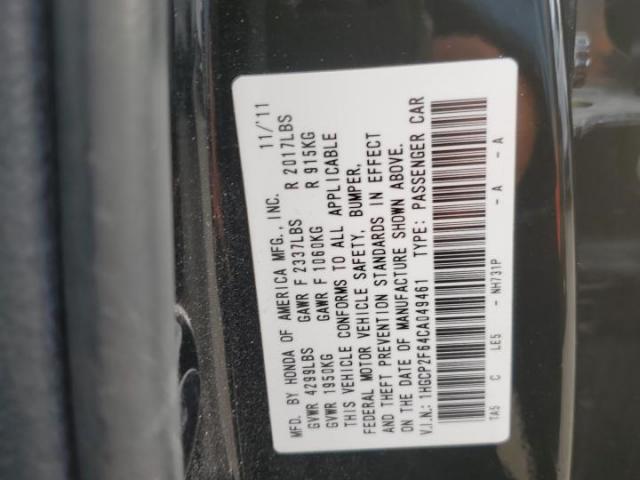 MFD. BY HONDA OF AMERICA MFG., INC. 11/'11
GVWR 4299LBS GAWR F 2337LBS R 2017LBS
GVWR 1950KG GAWR F 1060KG R 915KG
THIS VEHICLE CONFORMS TO ALL APPLICABLE
FEDERAL MOTOR VEHICLE SAFETY, BUMPER,
AND THEFT PREVENTION STANDARDS IN EFFECT
ON THE DATE OF MANUFACTURE SHOWN ABOVE.
V.I.N.: 1HGCP2F64CA049461 TYPE: PASSENGER CAR
TA5 C LE5 - NH731P - A - A